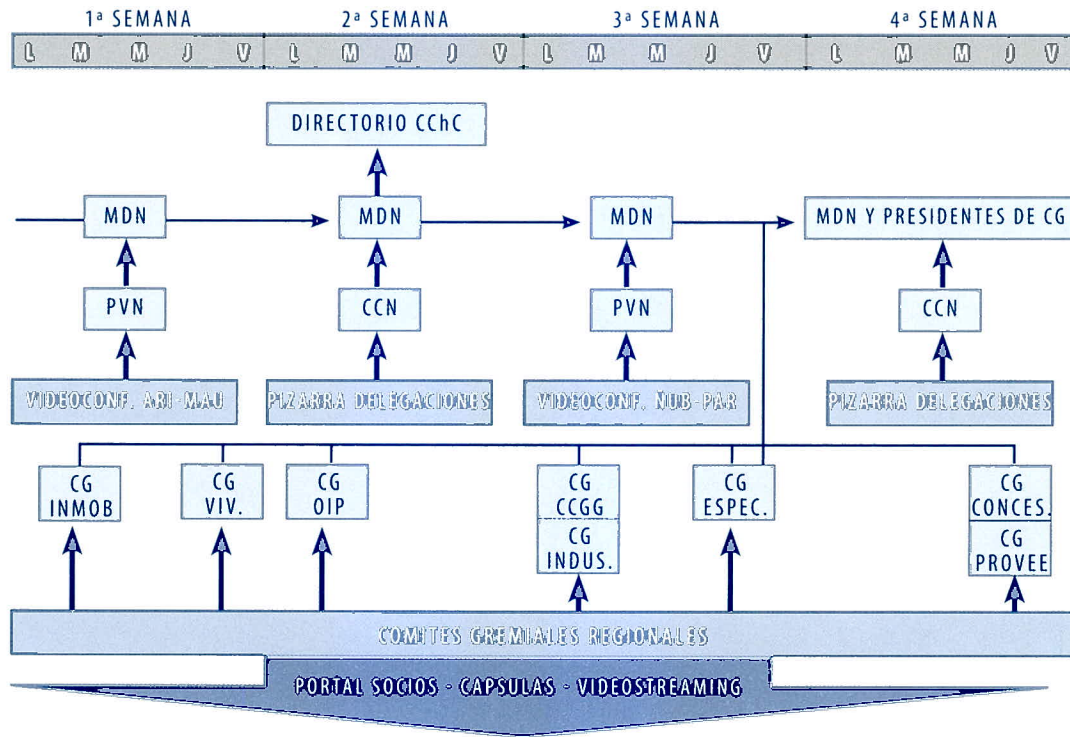 1ª SEMANA 2ª SEMANA 3ª SEMANA 4ª SEMANA
L M M J V L M M J V L M M J V L M M J V
DIRECTORIO CChC
MDN MDN MDN MDN Y PRESIDENTES DE CG
PVN CCN PVN CCN
VIDEOCONF. ARI-MAU PIZARRA DELEGACIONES VIDEOCONF. ÑUB-PAR PIZARRA DELEGACIONES
CG CG CG CG CG CG
INMOB VIV. OIP CCGG ESPEC. CONCES.
CG CG
INDUS. PROVEE
COMITES GREMIALES REGIONALES
PORTAL SOCIOS - CAPSULAS - VIDEOSTREAMING